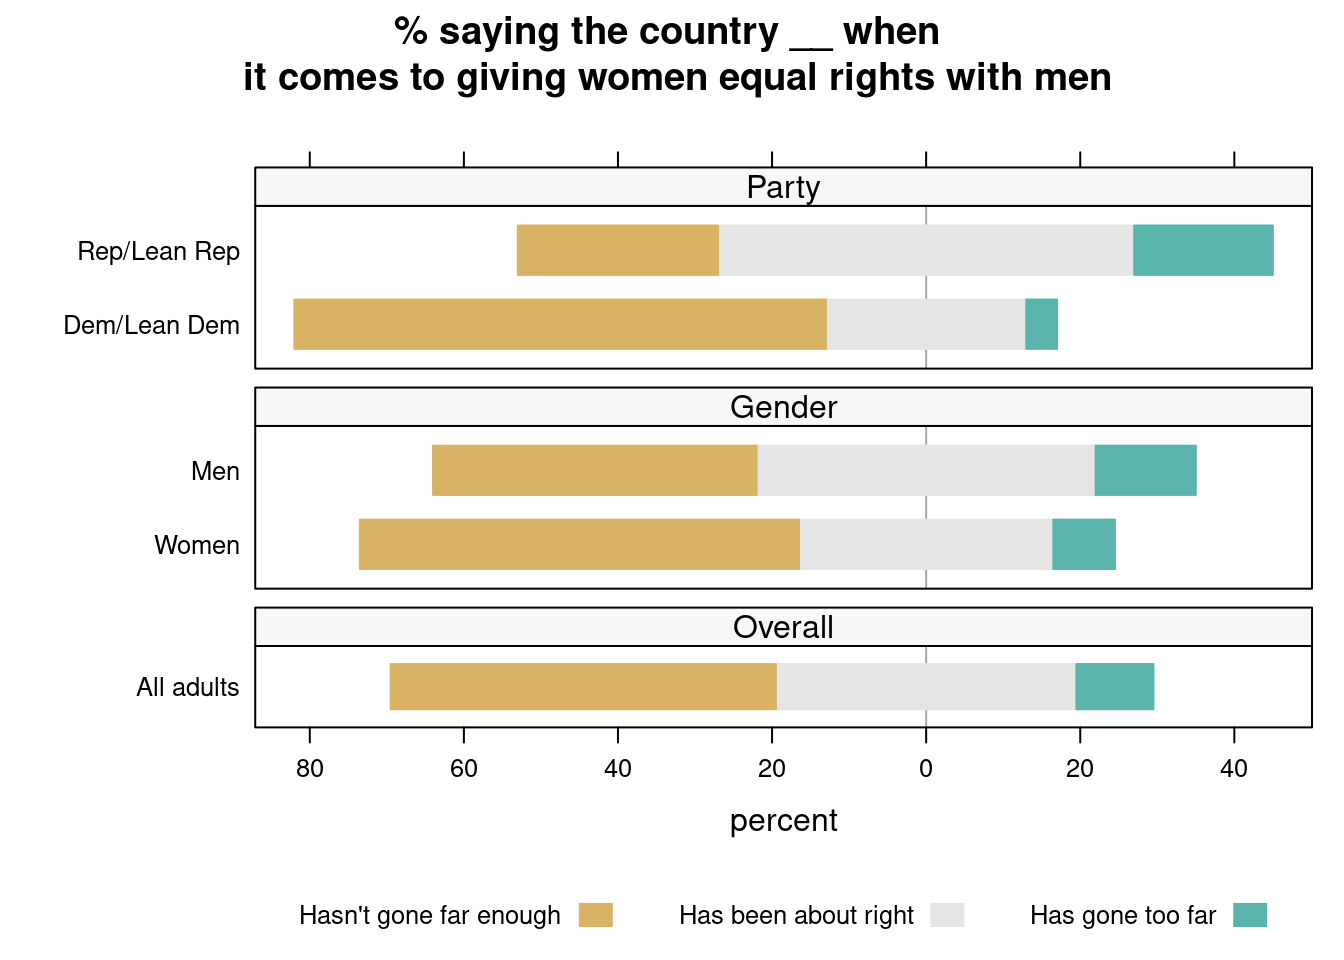 % saying the country __ when
it comes to giving women equal rights with men
Party
Rep/Lean Rep
Dem/Lean Dem
Gender
Men
Women
Overall
All adults
80 60 40 20 0 20 40
percent
Hasn't gone far enough Has been about right Has gone too far